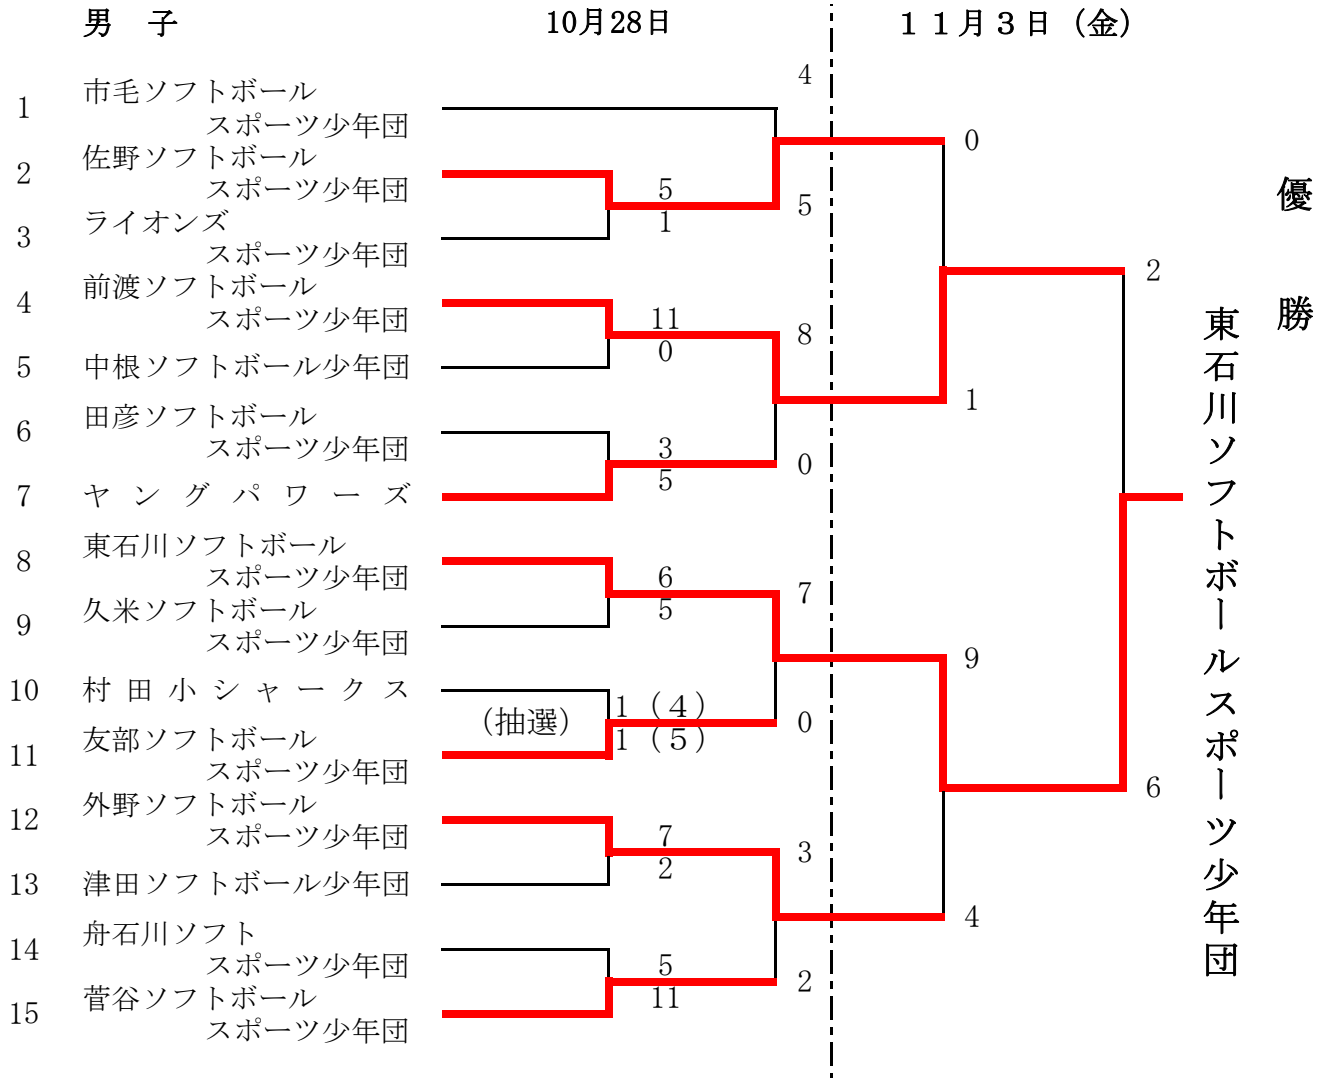 男　子
10月28日
１１月３日（金）
1
市毛ソフトボール
スポーツ少年団
2
佐野ソフトボール
スポーツ少年団
3
ライオンズ
スポーツ少年団
4
前渡ソフトボール
スポーツ少年団
5
中根ソフトボール少年団
6
田彦ソフトボール
スポーツ少年団
7
ヤングパワーズ
8
東石川ソフトボール
スポーツ少年団
9
久米ソフトボール
スポーツ少年団
10
村田小シャークス
11
友部ソフトボール
スポーツ少年団
12
外野ソフトボール
スポーツ少年団
13
津田ソフトボール少年団
14
舟石川ソフト
スポーツ少年団
15
菅谷ソフトボール
スポーツ少年団
5
1
11
0
3
5
6
5
（抽選）
1（４）
1（５）
7
2
5
11
4
5
8
0
7
0
3
2
0
1
9
4
2
6
優勝
東石川ソフトボールスポーツ少年団